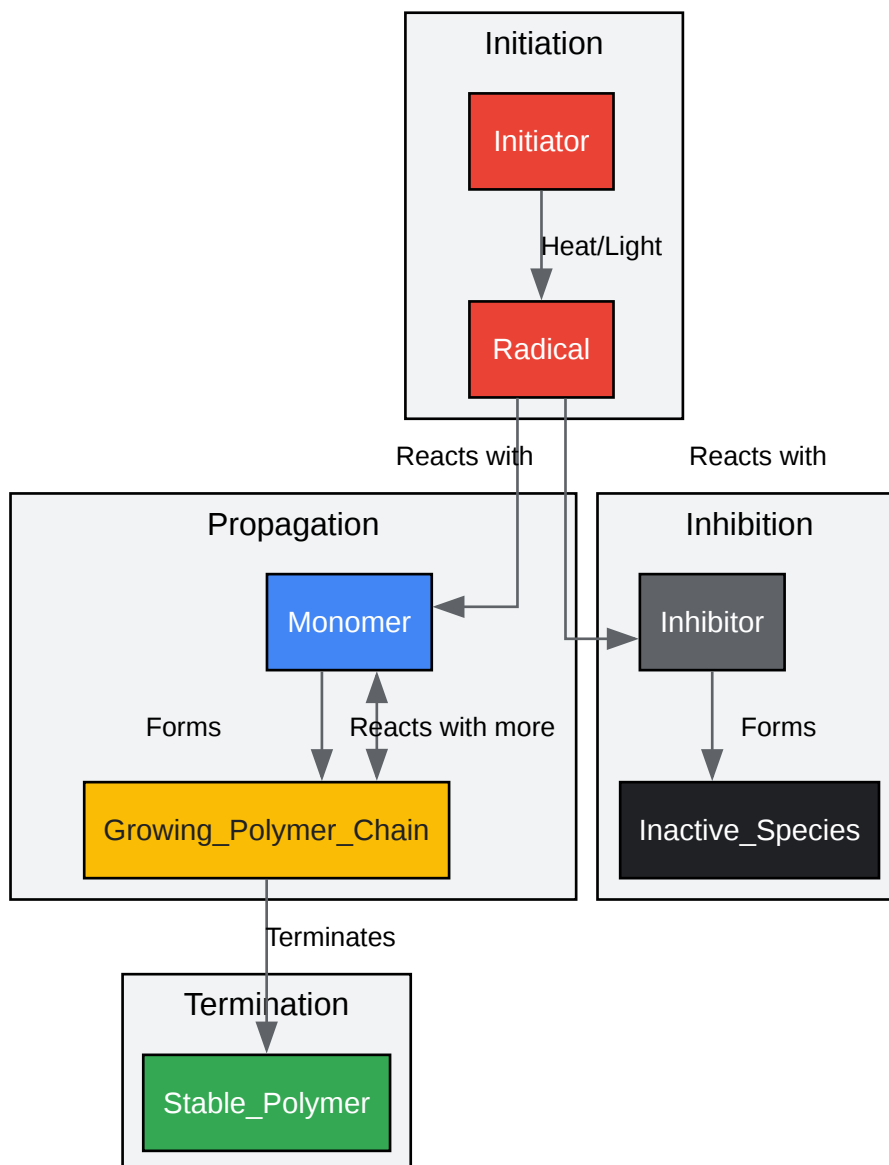 Initiation
Initiator
Heat/Light
Radical
Reacts with
Reacts with
Propagation
Inhibition
Monomer
Inhibitor
Forms
Reacts with more
Forms
Growing_Polymer_Chain
Inactive_Species
Terminates
Termination
Stable_Polymer